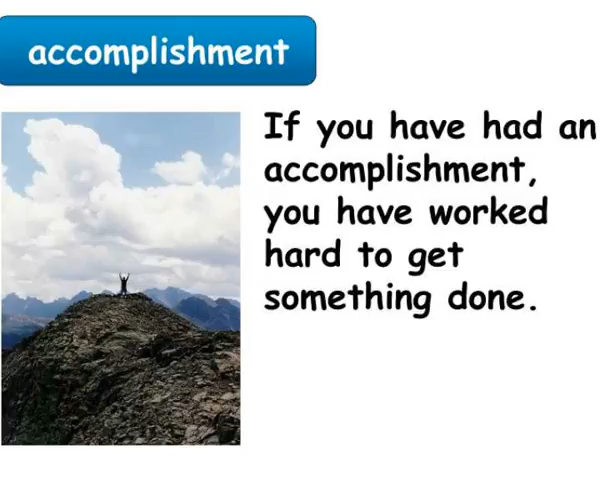 accomplishment
If you have had an
accomplishment,
you have worked
hard to get
something done.